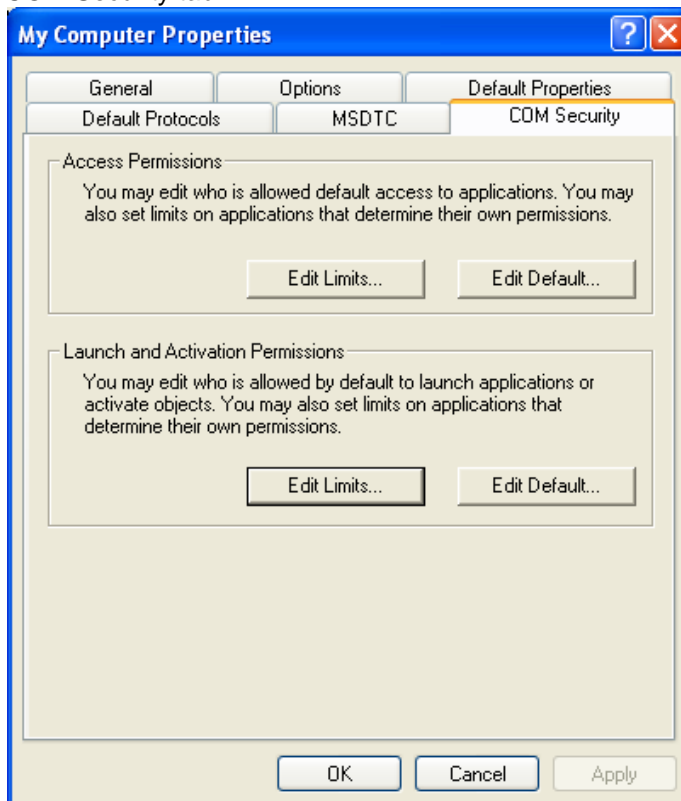 My Computer Properties
General Options Default Properties
Default Protocols MSDTC COM Security
Access Permissions
You may edit who is allowed default access to applications. You may
also set limits on applications that determine their own permissions.
Edit Limits... Edit Default...
Launch and Activation Permissions
You may edit who is allowed by default to launch applications or
activate objects. You may also set limits on applications that
determine their own permissions.
Edit Limits... Edit Default...
OK Cancel Apply